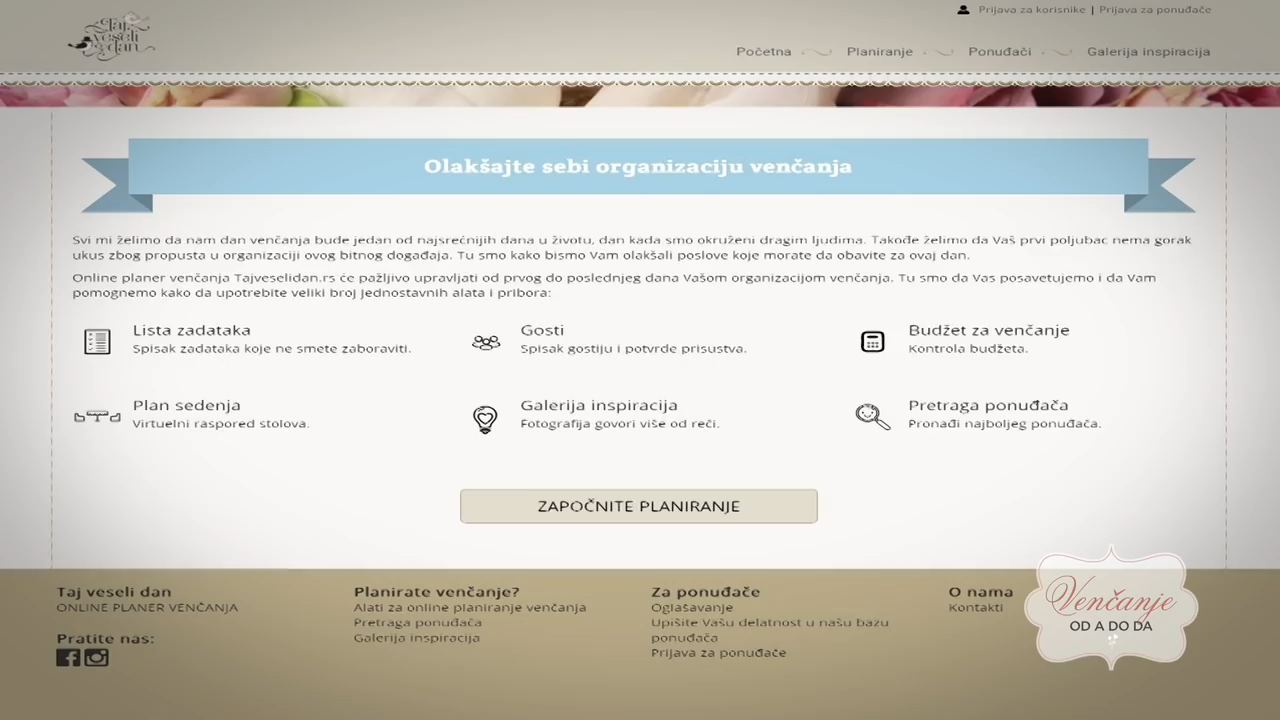 Taj
veseli
dan
Prijava za korisnike | Prijava za ponuđače
Početna Planiranje Ponuđači Galerija inspiracija
Olakšajte sebi organizaciju venčanja
Svi mi želimo da nam dan venčanja bude jedan od najsrećnijih dana u životu, dan kada smo okruženi dragim ljudima. Takođe želimo da Vaš prvi poljubac nema gorak
ukus zbog propusta u organizaciji ovog bitnog događaja. Tu smo kako bismo Vam olakšali poslove koje morate da obavite za ovaj dan.
Online planer venčanja Tajveselidan.rs će pažljivo upravljati od prvog do poslednjeg dana Vašom organizacijom venčanja. Tu smo da Vas posavetujemo i da Vam
pomognemo kako da upotrebite veliki broj jednostavnih alata i pribora:
Lista zadataka
Spisak zadataka koje ne smete zaboraviti.
Gosti
Spisak gostiju i potvrde prisustva.
Budžet za venčanje
Kontrola budžeta.
Plan sedenja
Virtuelni raspored stolova.
Galerija inspiracija
Fotografija govori više od reči.
Pretraga ponuđača
Pronađi najboljeg ponuđača.
ZAPOČNITE PLANIRANJE
Taj veseli dan
ONLINE PLANER VENČANJA
Pratite nas:
Planirate venčanje?
Alati za online planiranje venčanja
Pretraga ponuđača
Galerija inspiracija
Za ponuđače
Oglašavanje
Upišite Vašu delatnost u našu bazu
ponuđača
Prijava za ponuđače
O nama
Kontakti
Venčanje
OD A DO DA